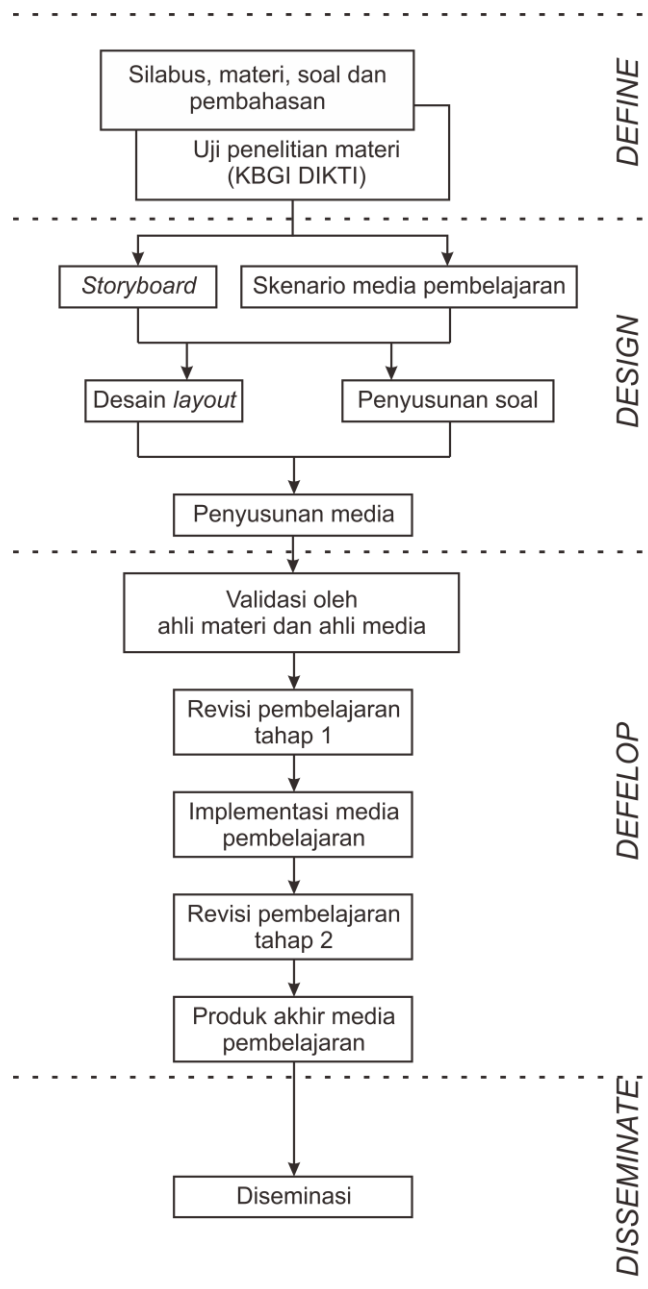 Silabus, materi, soal dan
pembahasan
Uji penelitian materi
(KBGI DIKTI)
DEFINE
Storyboard
Skenario media pembelajaran
Desain layout
Penyusunan soal
Penyusunan media
DESIGN
Validasi oleh
ahli materi dan ahli media
Revisi pembelajaran
tahap 1
Implementasi media
pembelajaran
Revisi pembelajaran
tahap 2
Produk akhir media
pembelajaran
DEFELOP
Diseminasi
DISSEMINATE